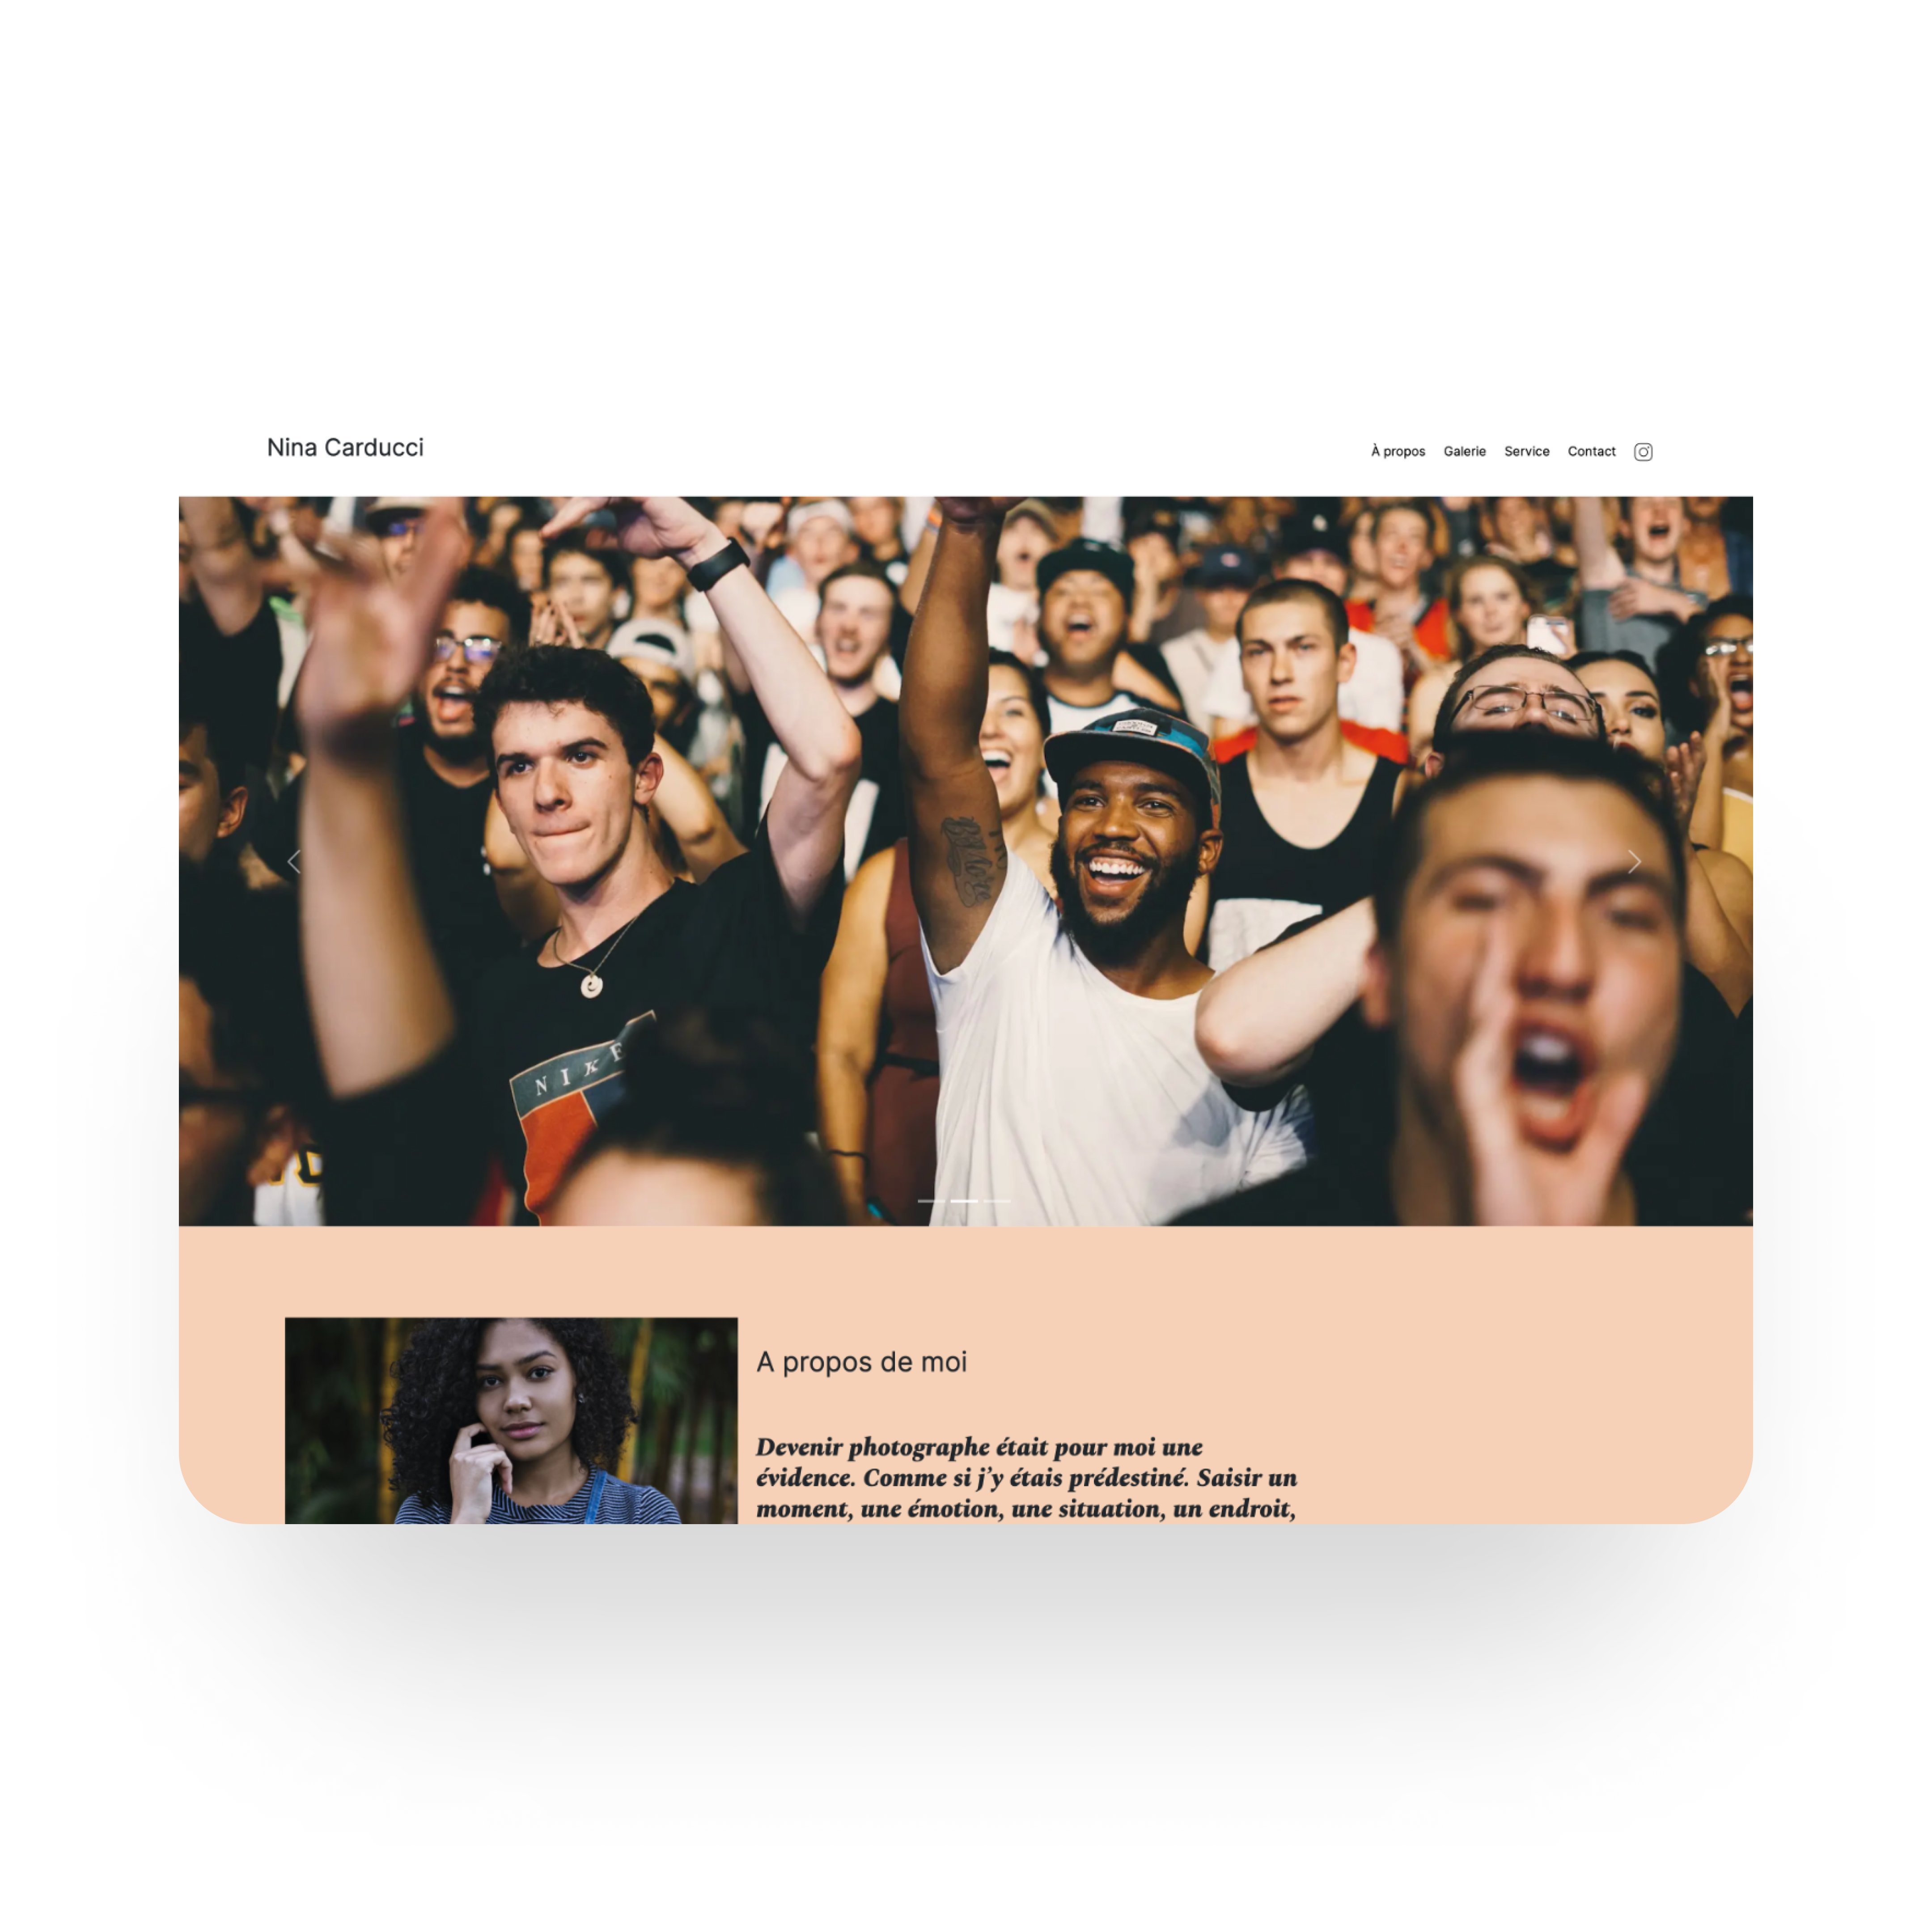 Nina Carducci
À propos Galerie Service Contact
NIKE
A propos de moi
Devenir photographe était pour moi une
évidence. Comme si j'y étais prédestiné. Saisir un
moment, une émotion, une situation, un endroit,